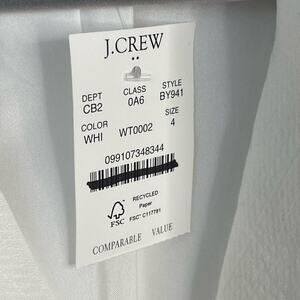 J.CREW
DEPT CLASS STYLE
CB2 0A6 BY941
COLOR SIZE
WHI WT0002 4
099107348344
RECYCLED
Paper
FSC FSC® C117781
COMPARABLE VALUE